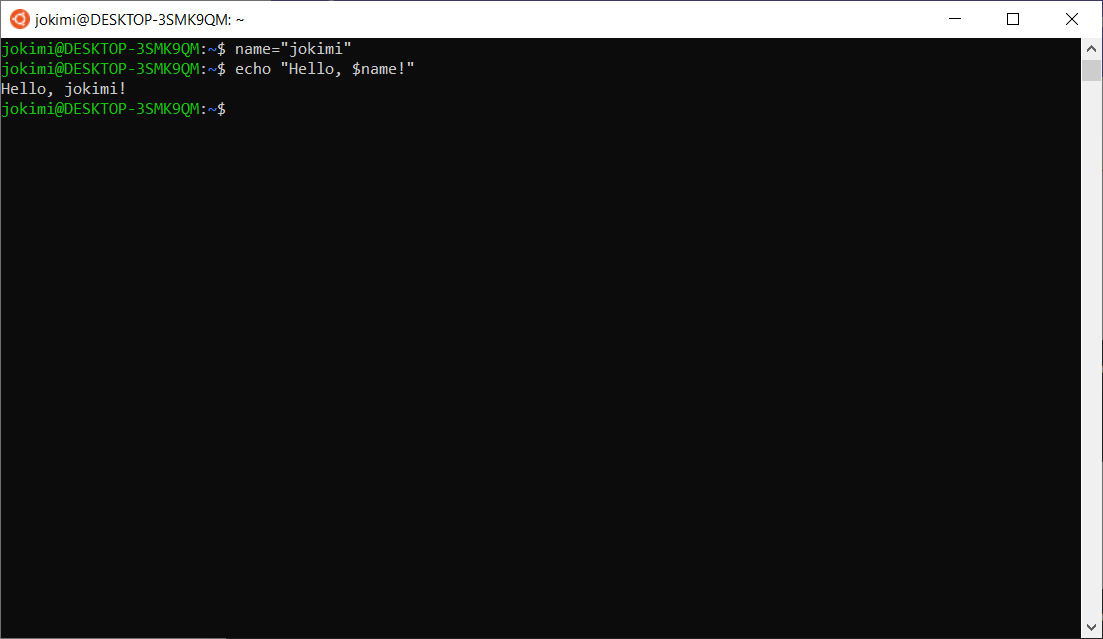 jokimi@DESKTOP-3SMK9QM: ~
jokimi@DESKTOP-3SMK9QM:~$ name="jokimi"
jokimi@DESKTOP-3SMK9QM:~$ echo "Hello, $name!"
Hello, jokimi!
jokimi@DESKTOP-3SMK9QM:~$